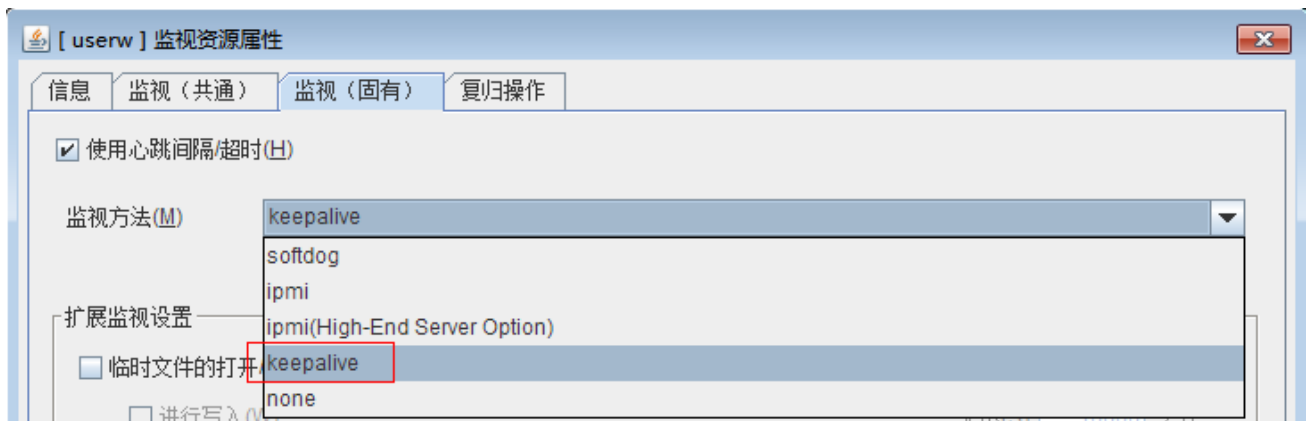 [ userw ] 监视资源属性
信息 监视（共通） 监视（固有） 复归操作
使用心跳间隔/超时(H)
监视方法(M) keepalive
softdog
ipmi
扩展监视设置
ipmi(High-End Server Option)
临时文件的打开/ keepalive
进行写入(W
none